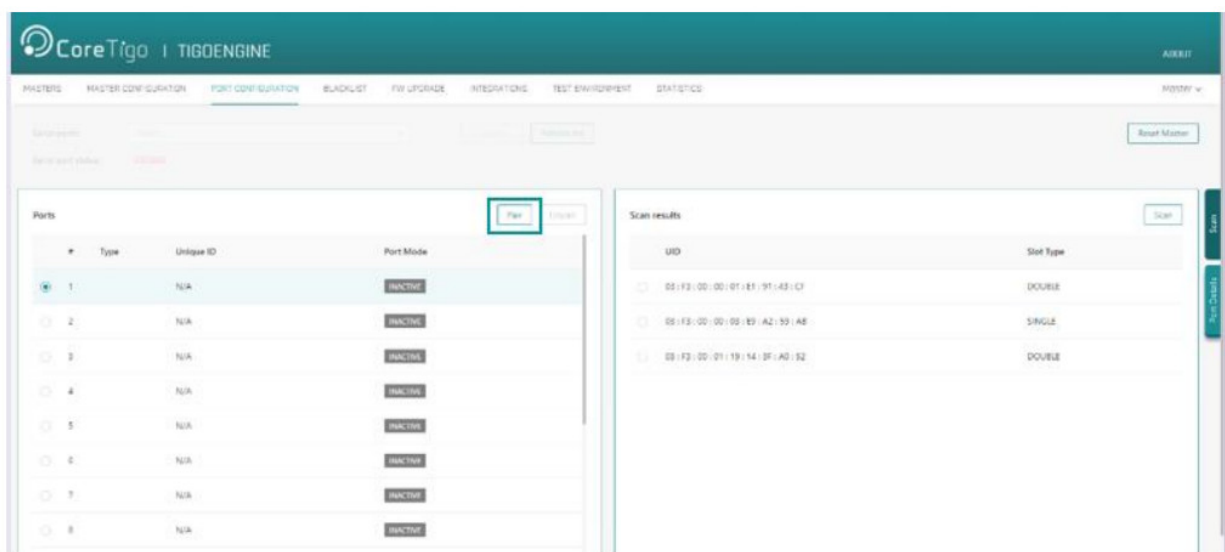 CoreTigo | TIGOENGINE
ABOUT
MASTERS MASTER CONFIGURATION PORT CONFIGURATION BLACKLIST FW UPGRADE INTEGRATIONS TEST ENVIRONMENT STATISTICS Master
Reset Master
Ports Pair Scan results Scan
# Type Unique ID Port Mode UID Slot Type
1 N/A INACTIVE DOUBLE
2 N/A INACTIVE SINGLE
3 N/A INACTIVE DOUBLE
4 N/A INACTIVE
5 N/A INACTIVE
6 N/A INACTIVE
7 N/A INACTIVE
8 N/A INACTIVE
Scan
Port Details